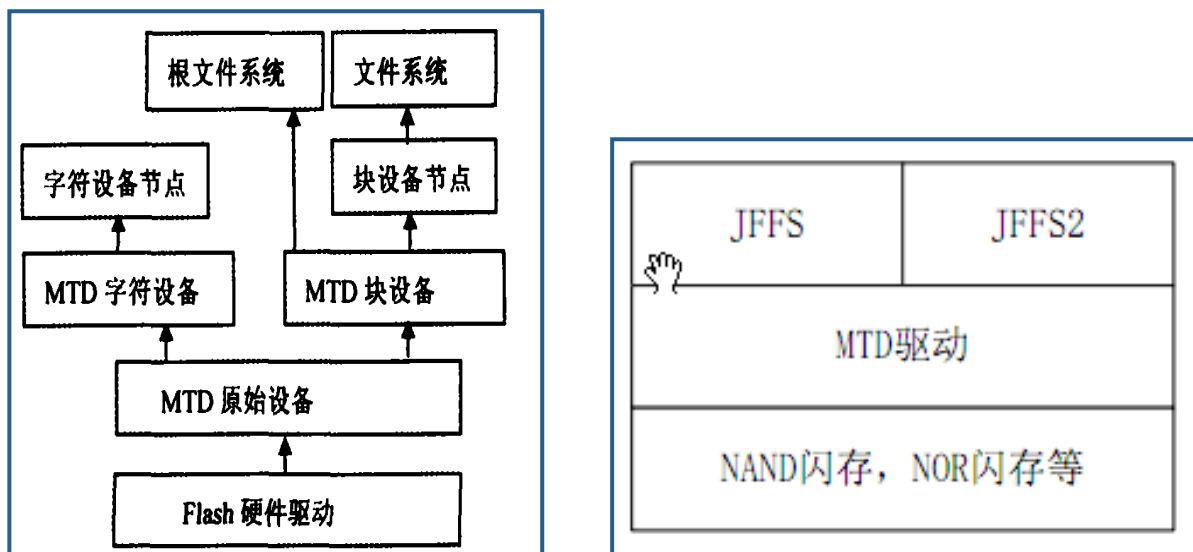 根文件系统
文件系统
字符设备节点
块设备节点
MTD 字符设备
MTD 块设备
MTD 原始设备
Flash 硬件驱动
JFFS
JFFS2
MTD驱动
NAND闪存，NOR闪存等